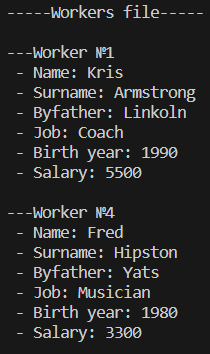 -----Workers file-----
---Worker №1
- Name: Kris
- Surname: Armstrong
- Byfather: Linkoln
- Job: Coach
- Birth year: 1990
- Salary: 5500
---Worker №4
- Name: Fred
- Surname: Hipston
- Byfather: Yats
- Job: Musician
- Birth year: 1980
- Salary: 3300